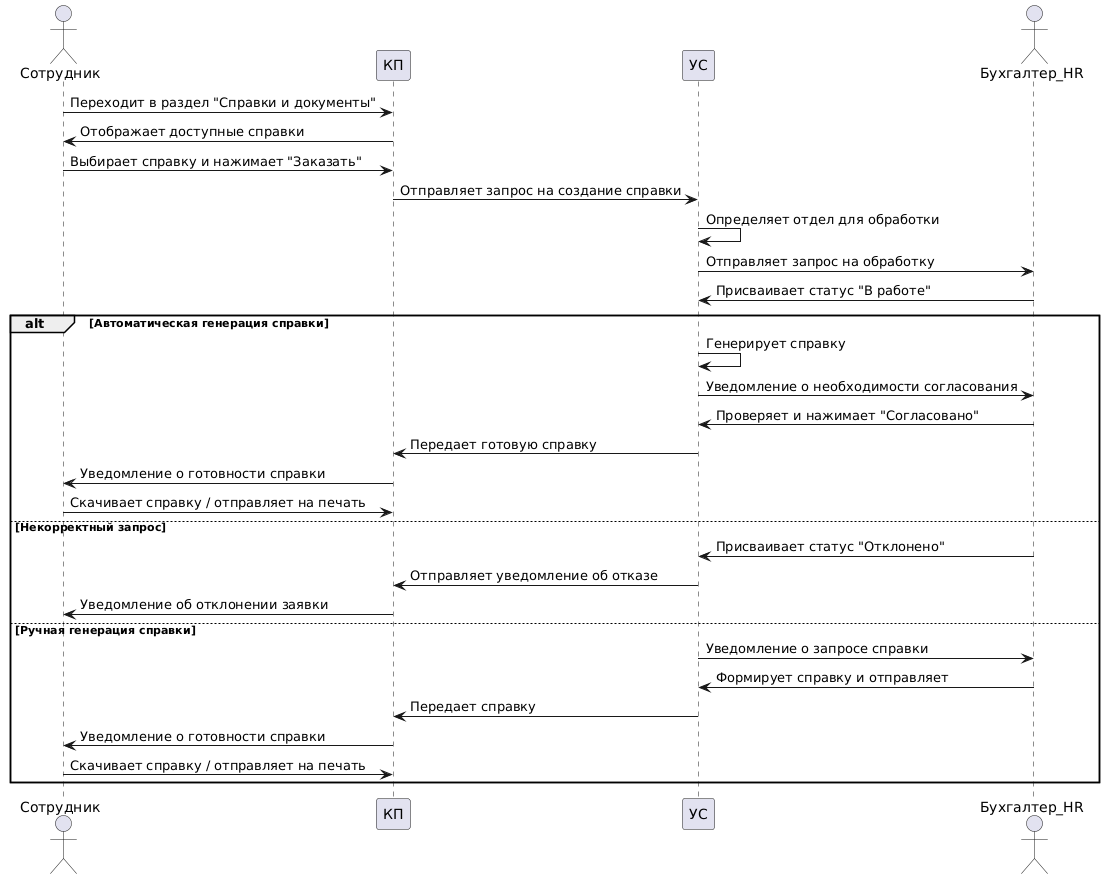 Сотрудник
КП
УС
Бухгалтер_HR
Переходит в раздел "Справки и документы"
Отображает доступные справки
Выбирает справку и нажимает "Заказать"
Отправляет запрос на создание справки
Определяет отдел для обработки
Отправляет запрос на обработку
Присваивает статус "В работе"
alt [Автоматическая генерация справки]
Генерирует справку
Уведомление о необходимости согласования
Проверяет и нажимает "Согласовано"
Передает готовую справку
Уведомление о готовности справки
Скачивает справку / отправляет на печать
[Некорректный запрос]
Присваивает статус "Отклонено"
Отправляет уведомление об отказе
Уведомление об отклонении заявки
[Ручная генерация справки]
Уведомление о запросе справки
Формирует справку и отправляет
Передает справку
Уведомление о готовности справки
Скачивает справку / отправляет на печать
Сотрудник
КП
УС
Бухгалтер_HR